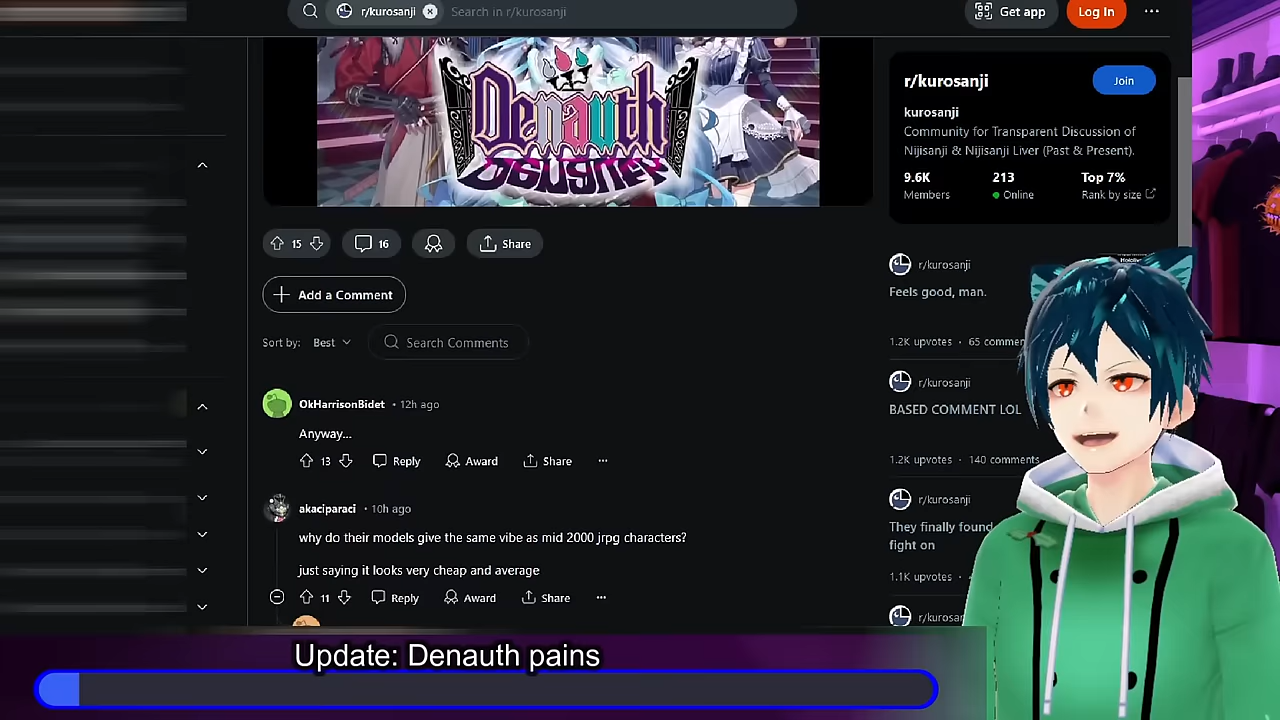 r/kurosanji
Search in r/kurosanji
Get app
Log In
Denauth
r/kurosanji
Join
kurosanji
Community for Transparent Discussion of
Nijisanji & Nijisanji Liver (Past & Present).
9.6K
213
Top 7%
Members
Online
Rank by size
15
16
Share
Add a Comment
Sort by:
Best
Search Comments
OkHarrisonBidet
• 12h ago
Anyway...
13
Reply
Award
Share
akaciparaci
• 10h ago
why do their models give the same vibe as mid 2000 jrpg characters?
just saying it looks very cheap and average
11
Reply
Award
Share
r/kurosanji
Feels good, man.
1.2K upvotes • 65 commen
r/kurosanji
BASED COMMENT LOL
1.2K upvotes • 140 comments
r/kurosanji
They finally found
fight on
1.1K upvotes •
r/kurosanj
Update: Denauth pains